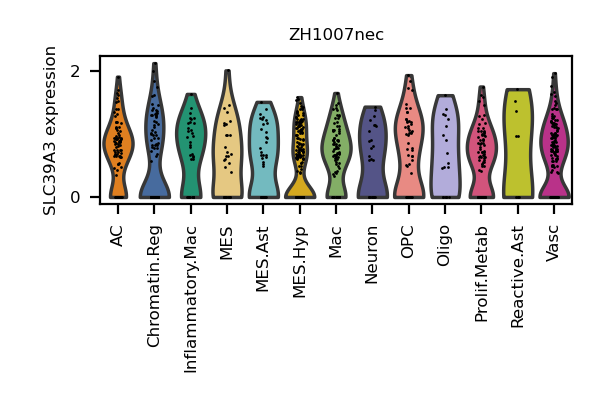 ZH1007nec
SLC39A3 expression
2
0
AC
Chromatin.Reg
Inflammatory.Mac
MES
MES.Ast
MES.Hyp
Mac
Neuron
OPC
Oligo
Prolif.Metab
Reactive.Ast
Vasc